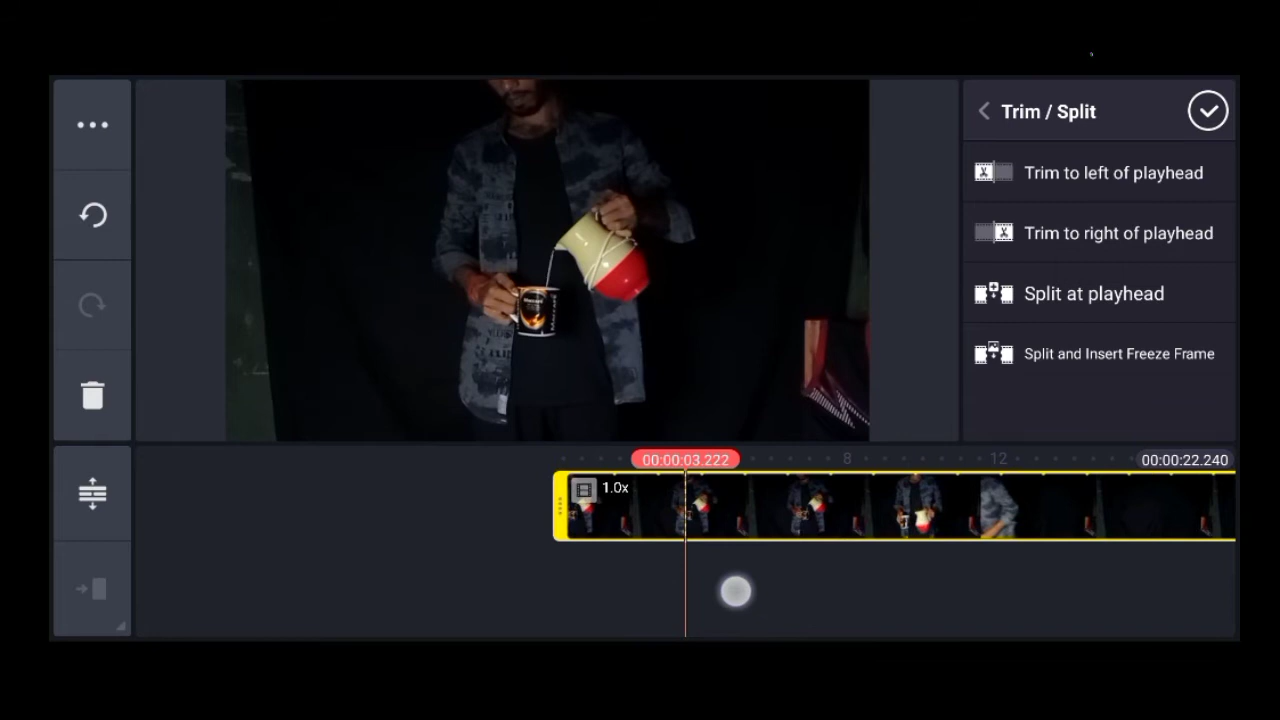 Trim / Split
Trim to left of playhead
Trim to right of playhead
Split at playhead
Split and Insert Freeze Frame
00:00:03.222
8
12
00:00:22.240
1.0x